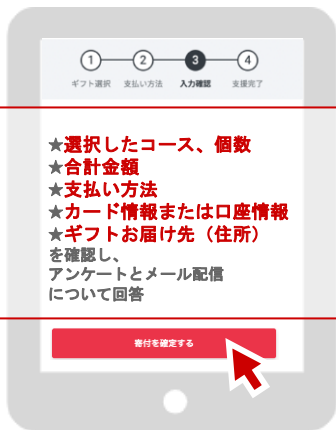 1 2 3 4
ギフト選択 支払い方法 入力確認 支援完了
★選択したコース、個数
★合計金額
★支払い方法
★カード情報または口座情報
★ギフトお届け先（住所）
を確認し、
アンケートとメール配信
について回答
寄付を確定する